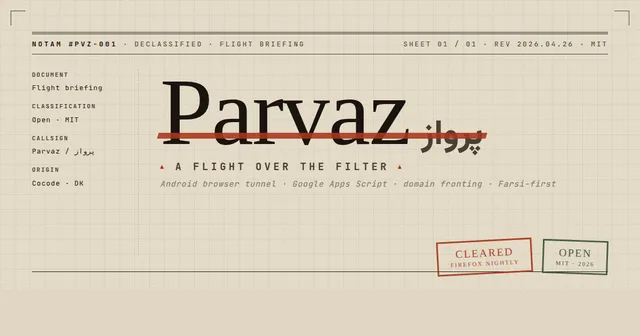 NOTAM #PVZ-001 · DECLASSIFIED · FLIGHT BRIEFING
SHEET 01 / 01 · REV 2026.04.26 · MIT
DOCUMENT
Flight briefing
CLASSIFICATION
Open · MIT
CALLSIGN
Parvaz / پرواز
ORIGIN
Cocode · DK
Parvaz پرواز
▲ A FLIGHT OVER THE FILTER ▲
Android browser tunnel · Google Apps Script · domain fronting · Farsi-first
CLEARED
FIREFOX NIGHTLY
OPEN
MIT · 2026